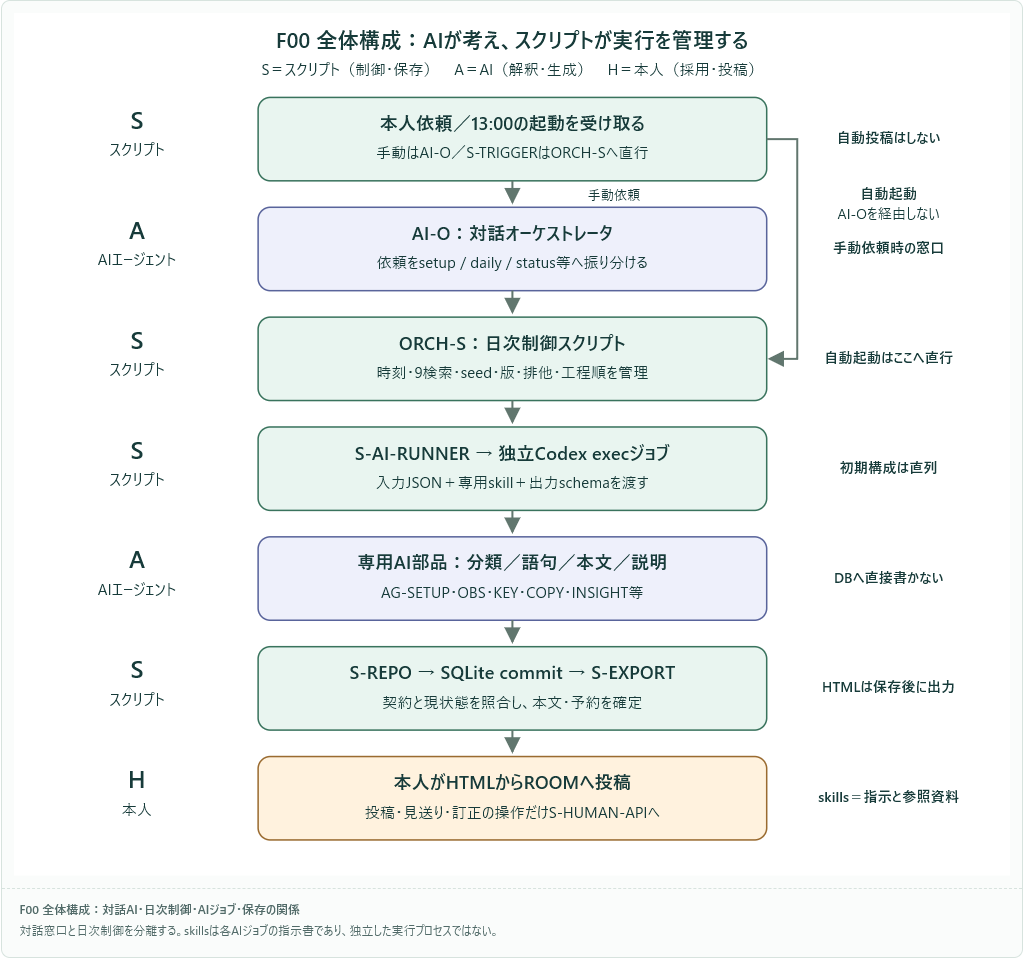 F00 全体構成：AIが考え、スクリプトが実行を管理する
S＝スクリプト（制御・保存） A＝AI（解釈・生成） H＝本人（採用・投稿）
S
スクリプト
本人依頼／13:00の起動を受け取る
手動はAI-O／S-TRIGGERはORCH-Sへ直行
自動投稿はしない
手動依頼
自動起動
AI-Oを経由しない
A
AIエージェント
AI-O：対話オーケストレータ
依頼をsetup / daily / status等へ振り分ける
手動依頼時の窓口
S
スクリプト
ORCH-S：日次制御スクリプト
時刻・9検索・seed・版・排他・工程順を管理
自動起動はここへ直行
S
スクリプト
S-AI-RUNNER → 独立Codex execジョブ
入力JSON＋専用skill＋出力schemaを渡す
初期構成は直列
A
AIエージェント
専用AI部品：分類／語句／本文／説明
AG-SETUP・OBS・KEY・COPY・INSIGHT等
DBへ直接書かない
S
スクリプト
S-REPO → SQLite commit → S-EXPORT
契約と現状態を照合し、本文・予約を確定
HTMLは保存後に出力
H
本人
本人がHTMLからROOMへ投稿
投稿・見送り・訂正の操作だけS-HUMAN-APIへ
skills＝指示と参照資料
F00 全体構成：対話AI・日次制御・AIジョブ・保存の関係
対話窓口と日次制御を分離する。skillsは各AIジョブの指示書であり、独立した実行プロセスではない。